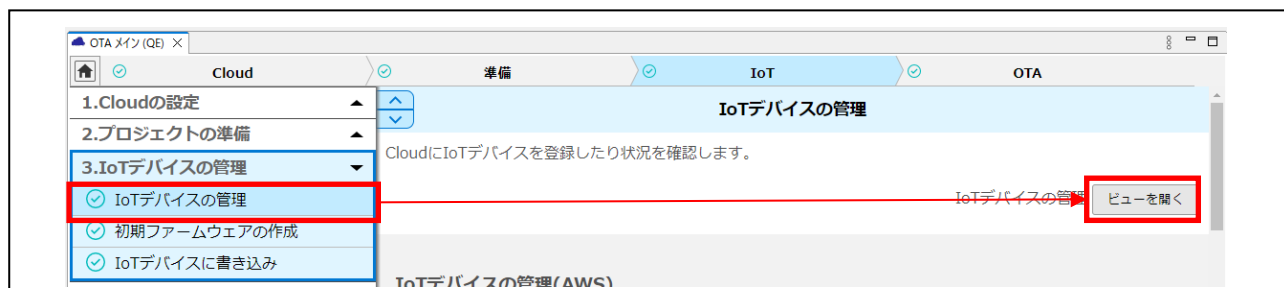 OTA メイン (QE)
Cloud 準備 IoT OTA
1.Cloudの設定
2.プロジェクトの準備
3.IoTデバイスの管理
IoTデバイスの管理
初期ファームウェアの作成
IoTデバイスに書き込み
IoTデバイスの管理
CloudにIoTデバイスを登録したり状況を確認します。
IoTデバイスの管理 ビューを開く
IoTデバイスの管理(AWS)